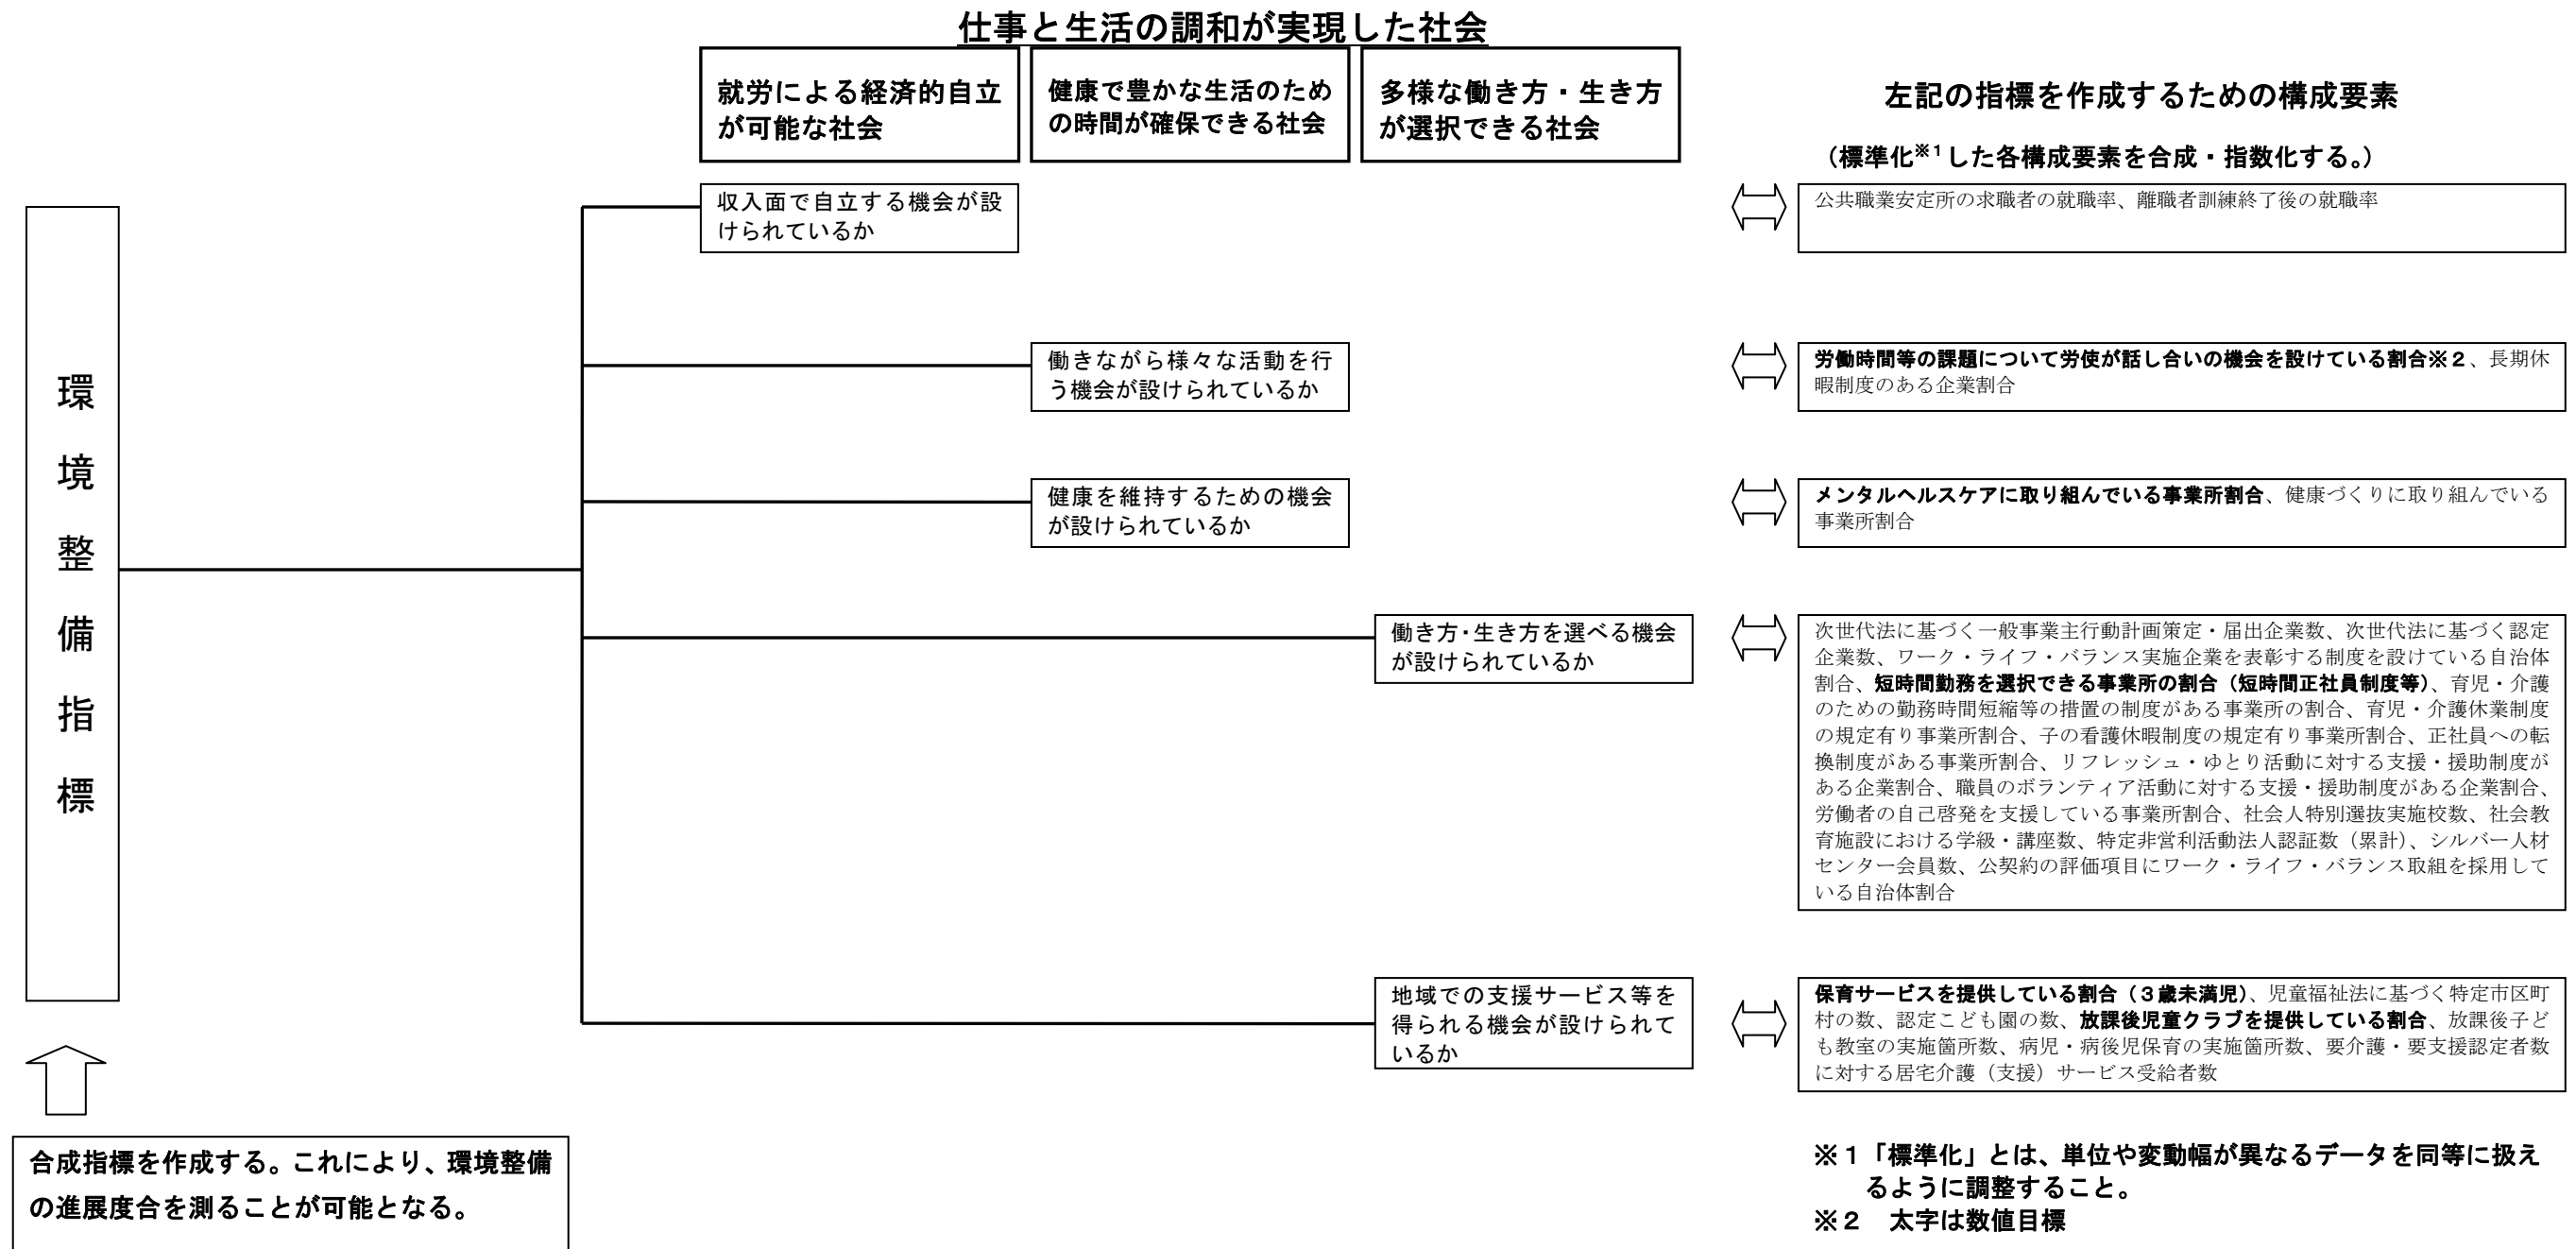 仕事と生活の調和が実現した社会
就労による経済的自立
が可能な社会
健康で豊かな生活のため
の時間が確保できる社会
多様な働き方・生き方
が選択できる社会
左記の指標を作成するための構成要素
（標準化※１した各構成要素を合成・指数化する。）
環境整備指標
収入面で自立する機会が設
けられているか
公共職業安定所の求職者の就職率、離職者訓練終了後の就職率
働きながら様々な活動を行
う機会が設けられているか
労働時間等の課題について労使が話し合いの機会を設けている割合※２、長期休
暇制度のある企業割合
健康を維持するための機会
が設けられているか
メンタルヘルスケアに取り組んでいる事業所割合、健康づくりに取り組んでいる
事業所割合
働き方・生き方を選べる機会
が設けられているか
次世代法に基づく一般事業主行動計画策定・届出企業数、次世代法に基づく認定
企業数、ワーク・ライフ・バランス実施企業を表彰する制度を設けている自治体
割合、短時間勤務を選択できる事業所の割合（短時間正社員制度等）、育児・介護
のための勤務時間短縮等の措置の制度がある事業所の割合、育児・介護休業制度
の規定有り事業所割合、子の看護休暇制度の規定有り事業所割合、正社員への転
換制度がある事業所割合、リフレッシュ・ゆとり活動に対する支援・援助制度が
ある企業割合、職員のボランティア活動に対する支援・援助制度がある企業割合、
労働者の自己啓発を支援している事業所割合、社会人特別選抜実施校数、社会教
育施設における学級・講座数、特定非営利活動法人認証数（累計）、シルバー人材
センター会員数、公契約の評価項目にワーク・ライフ・バランス取組を採用して
いる自治体割合
地域での支援サービス等を
得られる機会が設けられて
いるか
保育サービスを提供している割合（３歳未満児）、児童福祉法に基づく特定市区町
村の数、認定こども園の数、放課後児童クラブを提供している割合、放課後子ど
も教室の実施箇所数、病児・病後児保育の実施箇所数、要介護・要支援認定者数
に対する居宅介護（支援）サービス受給者数
合成指標を作成する。これにより、環境整備
の進展度合を測ることが可能となる。
※１「標準化」とは、単位や変動幅が異なるデータを同等に扱え
るように調整すること。
※２　太字は数値目標